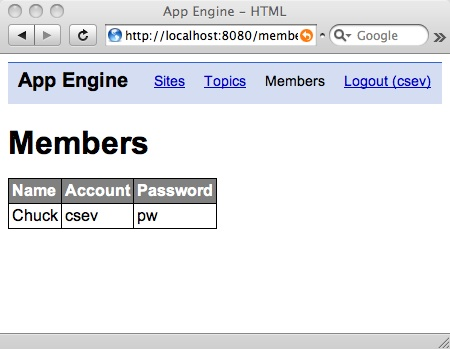 App Engine - HTML
http://localhost:8080/membe
Google
App Engine Sites Topics Members Logout (csev)
Members
Name Account Password
Chuck csev pw